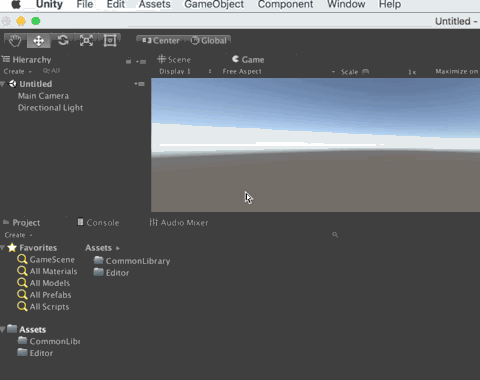 Unity File Edit Assets GameObject Component Window Help
Untitled -
Center Global
Hierarchy Scene Game
Create All Display 1 Free Aspect Scale 1x Maximize on
Untitled
Main Camera
Directional Light
Project Console Audio Mixer
Create
Favorites Assets
GameScene CommonLibrary
All Materials Editor
All Models
All Prefabs
All Scripts
Assets
CommonLibr
Editor